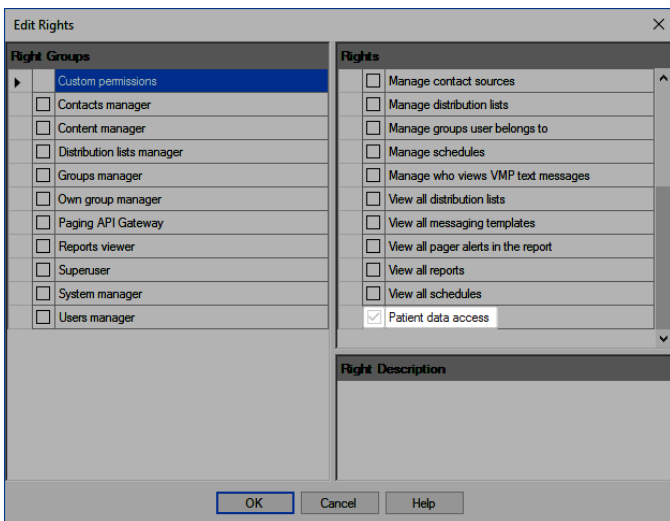 Edit Rights
Right Groups
Custom permissions
Contacts manager
Content manager
Distribution lists manager
Groups manager
Own group manager
Paging API Gateway
Reports viewer
Superuser
System manager
Users manager
Rights
Manage contact sources
Manage distribution lists
Manage groups user belongs to
Manage schedules
Manage who views VMP text messages
View all distribution lists
View all messaging templates
View all pager alerts in the report
View all reports
View all schedules
Patient data access
Right Description
OK
Cancel
Help